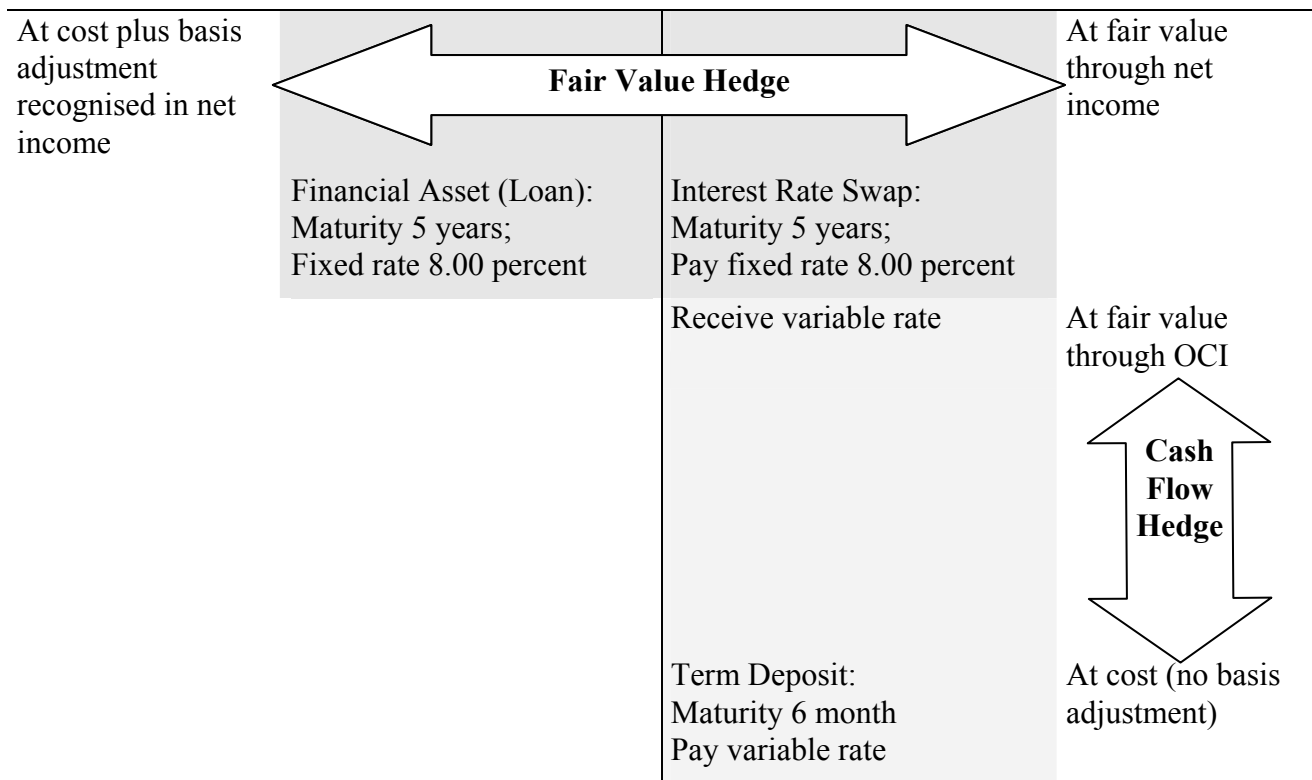 At cost plus basis
adjustment
recognised in net
income
Fair Value Hedge
At fair value
through net
income
Financial Asset (Loan):
Maturity 5 years;
Fixed rate 8.00 percent
Interest Rate Swap:
Maturity 5 years;
Pay fixed rate 8.00 percent
Receive variable rate
At fair value
through OCI
Cash
Flow
Hedge
Term Deposit:
Maturity 6 month
Pay variable rate
At cost (no basis
adjustment)